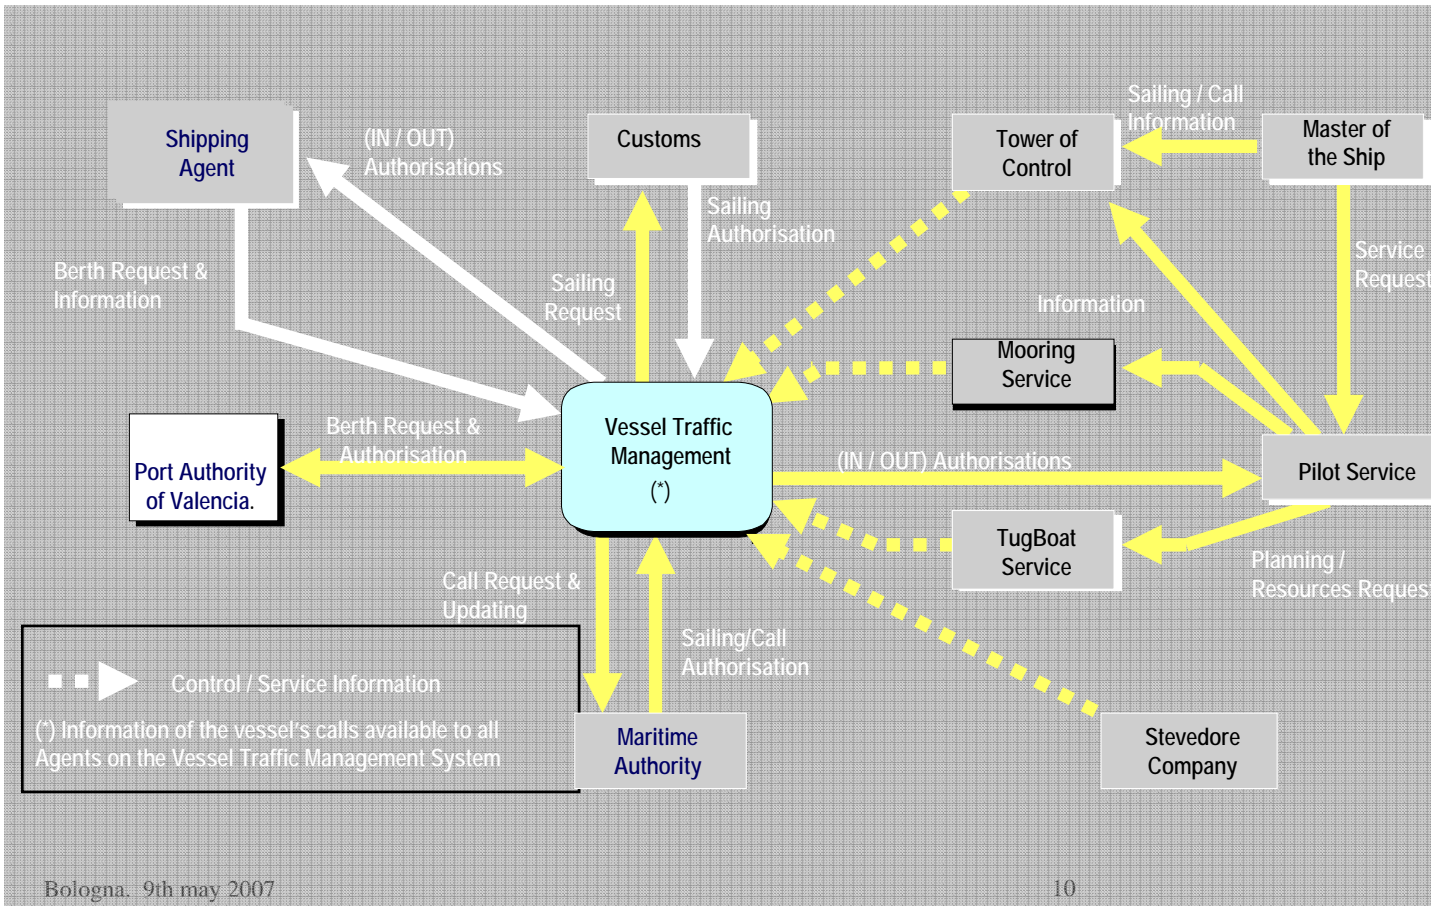 Shipping
Agent
(IN / OUT)
Authorisations
Customs
Tower of
Control
Sailing / Call
Information
Master of
the Ship
Sailing
Authorisation
Service
Request
Berth Request &
Information
Sailing
Request
Information
Mooring
Service
Berth Request &
Authorisation
Port Authority
of Valencia.
Vessel Traffic
Management
(*)
(IN / OUT) Authorisations
Pilot Service
TugBoat
Service
Planning /
Resources Request
Call Request &
Updating
Sailing/Call
Authorisation
Control / Service Information
(*) Information of the vessel's calls available to all
Agents on the Vessel Traffic Management System
Maritime
Authority
Stevedore
Company
Bologna. 9th may 2007
10